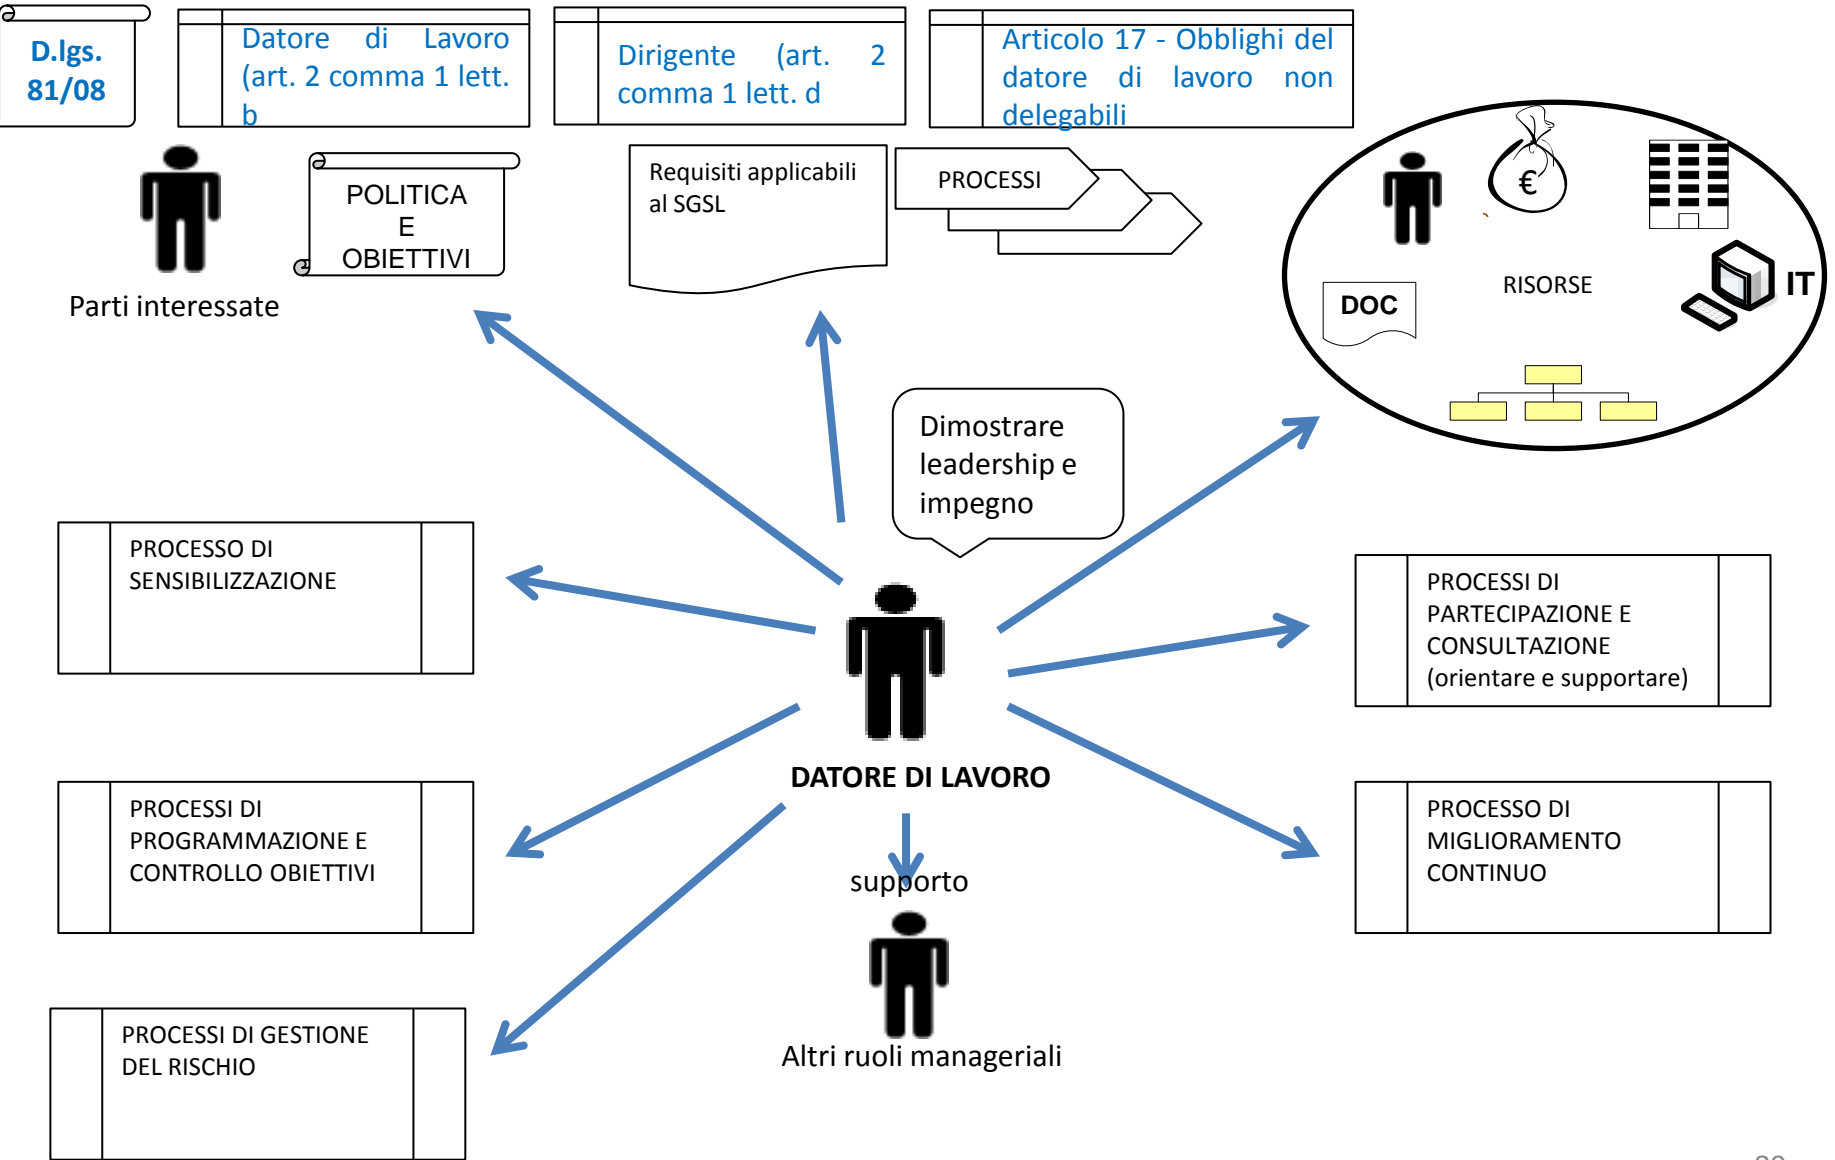 D.lgs.
81/08
Datore di Lavoro
(art. 2 comma 1 lett.
b
Dirigente (art. 2
comma 1 lett. d
Articolo 17 - Obblighi del
datore di lavoro non
delegabili
Parti interessate
POLITICA
E
OBIETTIVI
Requisiti applicabili
al SGSL
PROCESSI
€
RISORSE
IT
DOC
Dimostrare
leadership e
impegno
PROCESSO DI
SENSIBILIZZAZIONE
PROCESSI DI
PARTECIPAZIONE E
CONSULTAZIONE
(orientare e supportare)
DATORE DI LAVORO
PROCESSI DI
PROGRAMMAZIONE E
CONTROLLO OBIETTIVI
PROCESSO DI
MIGLIORAMENTO
CONTINUO
supporto
Altri ruoli manageriali
PROCESSI DI GESTIONE
DEL RISCHIO